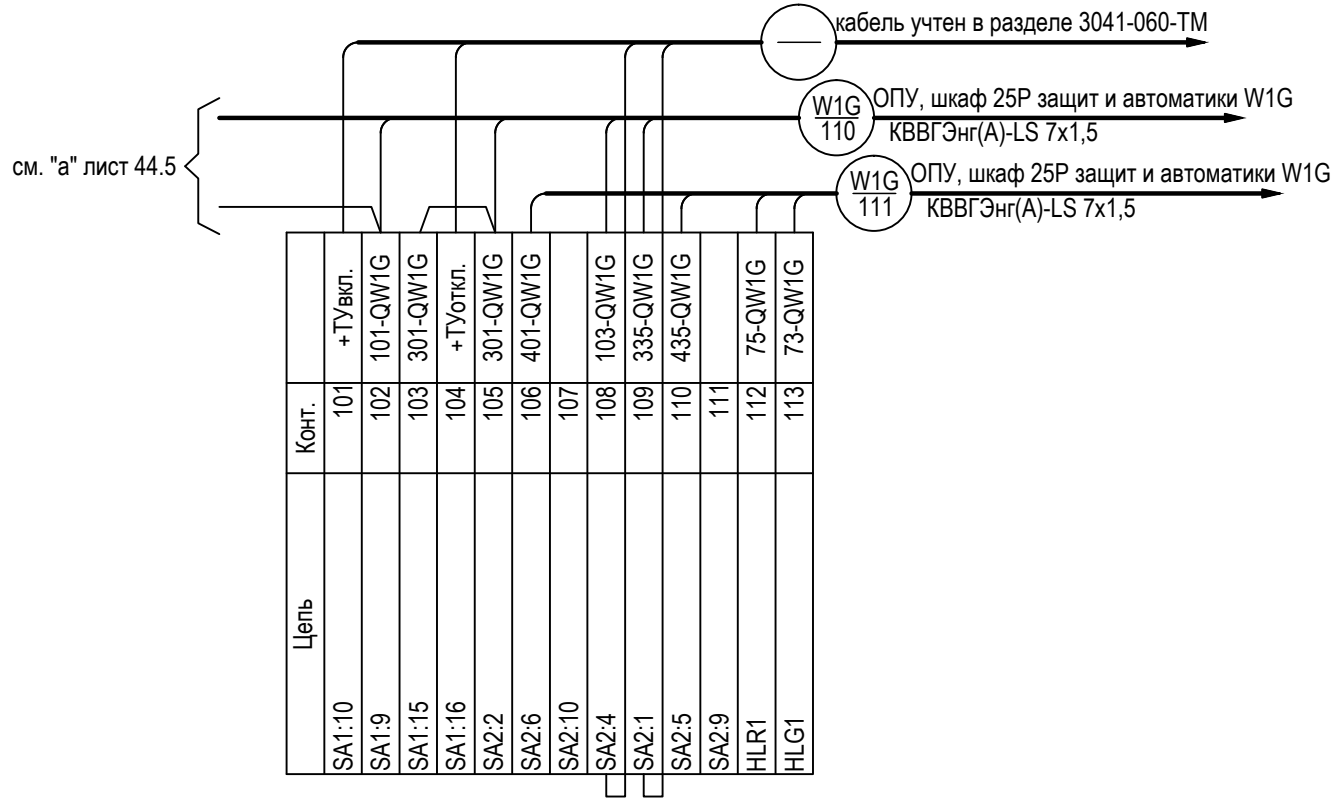 кабель учтен в разделе 3041-060-ТМ
W1G
110
ОПУ, шкаф 25Р защит и автоматики W1G
КВВГЭнг(А)-LS 7х1,5
см. "а" лист 44.5
W1G
111
ОПУ, шкаф 25Р защит и автоматики W1G
КВВГЭнг(А)-LS 7х1,5
Цепь Конт.
SA1:10 101 +ТУвкл.
SA1:9 102 101-QW1G
SA1:15 103 301-QW1G
SA1:16 104 +ТУоткл.
SA2:2 105 301-QW1G
SA2:6 106 401-QW1G
SA2:10 107
SA2:4 108 103-QW1G
SA2:1 109 335-QW1G
SA2:5 110 435-QW1G
SA2:9 111
HLR1 112 75-QW1G
HLG1 113 73-QW1G